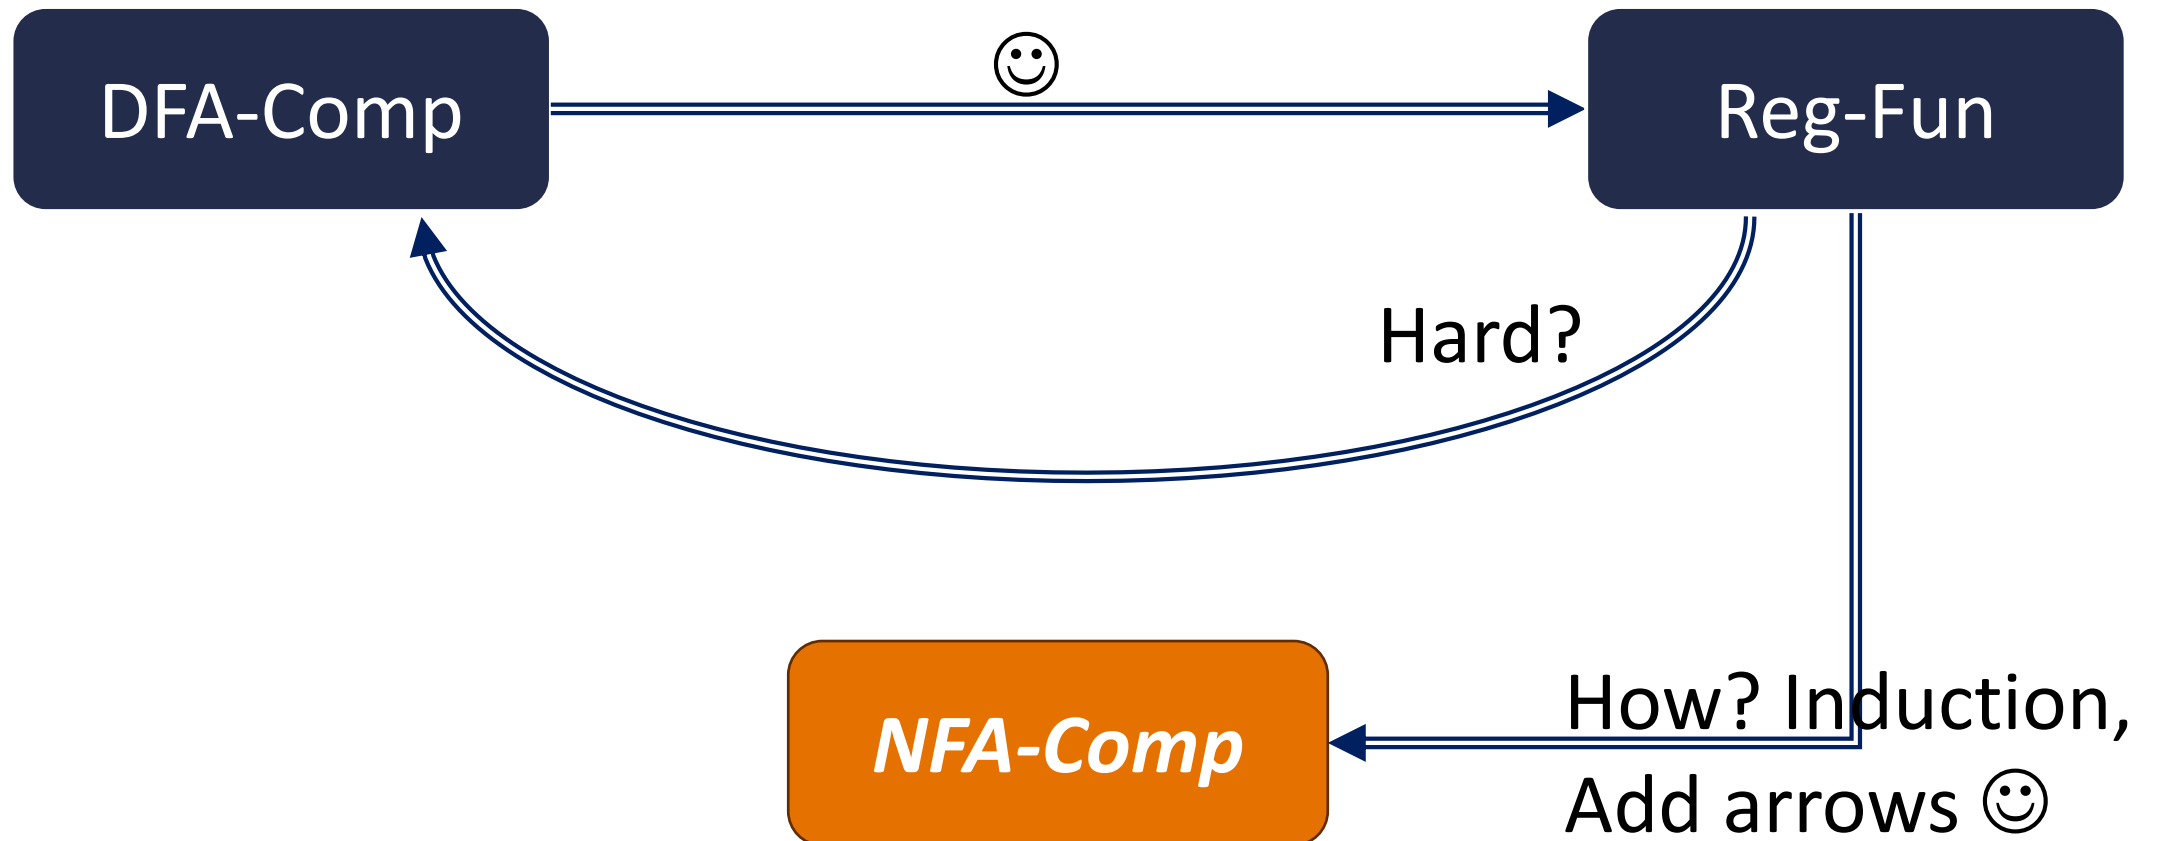 DFA-Comp
Reg-Fun
Hard?
NFA-Comp
How? Induction,
Add arrows ☺